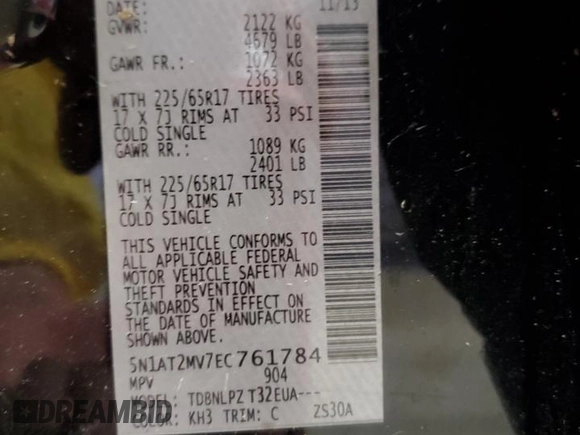 DATE: 11/13
GVWR: 2122 KG
4679 LB
GAWR FR.: 1072 KG
2363 LB
WITH 225/65R17 TIRES
17 X 7J RIMS AT 33 PSI
COLD SINGLE
GAWR RR.: 1089 KG
2401 LB
WITH 225/65R17 TIRES
17 X 7J RIMS AT 33 PSI
COLD SINGLE
THIS VEHICLE CONFORMS TO
ALL APPLICABLE FEDERAL
MOTOR VEHICLE SAFETY AND
THEFT PREVENTION
STANDARDS IN EFFECT ON
THE DATE OF MANUFACTURE
SHOWN ABOVE.
5N1AT2MV7EC761784
MPV 904
MODEL: TDBNLPZ T32EUA---
COLOR: KH3 TRIM: C ZS30A
DREAMBID